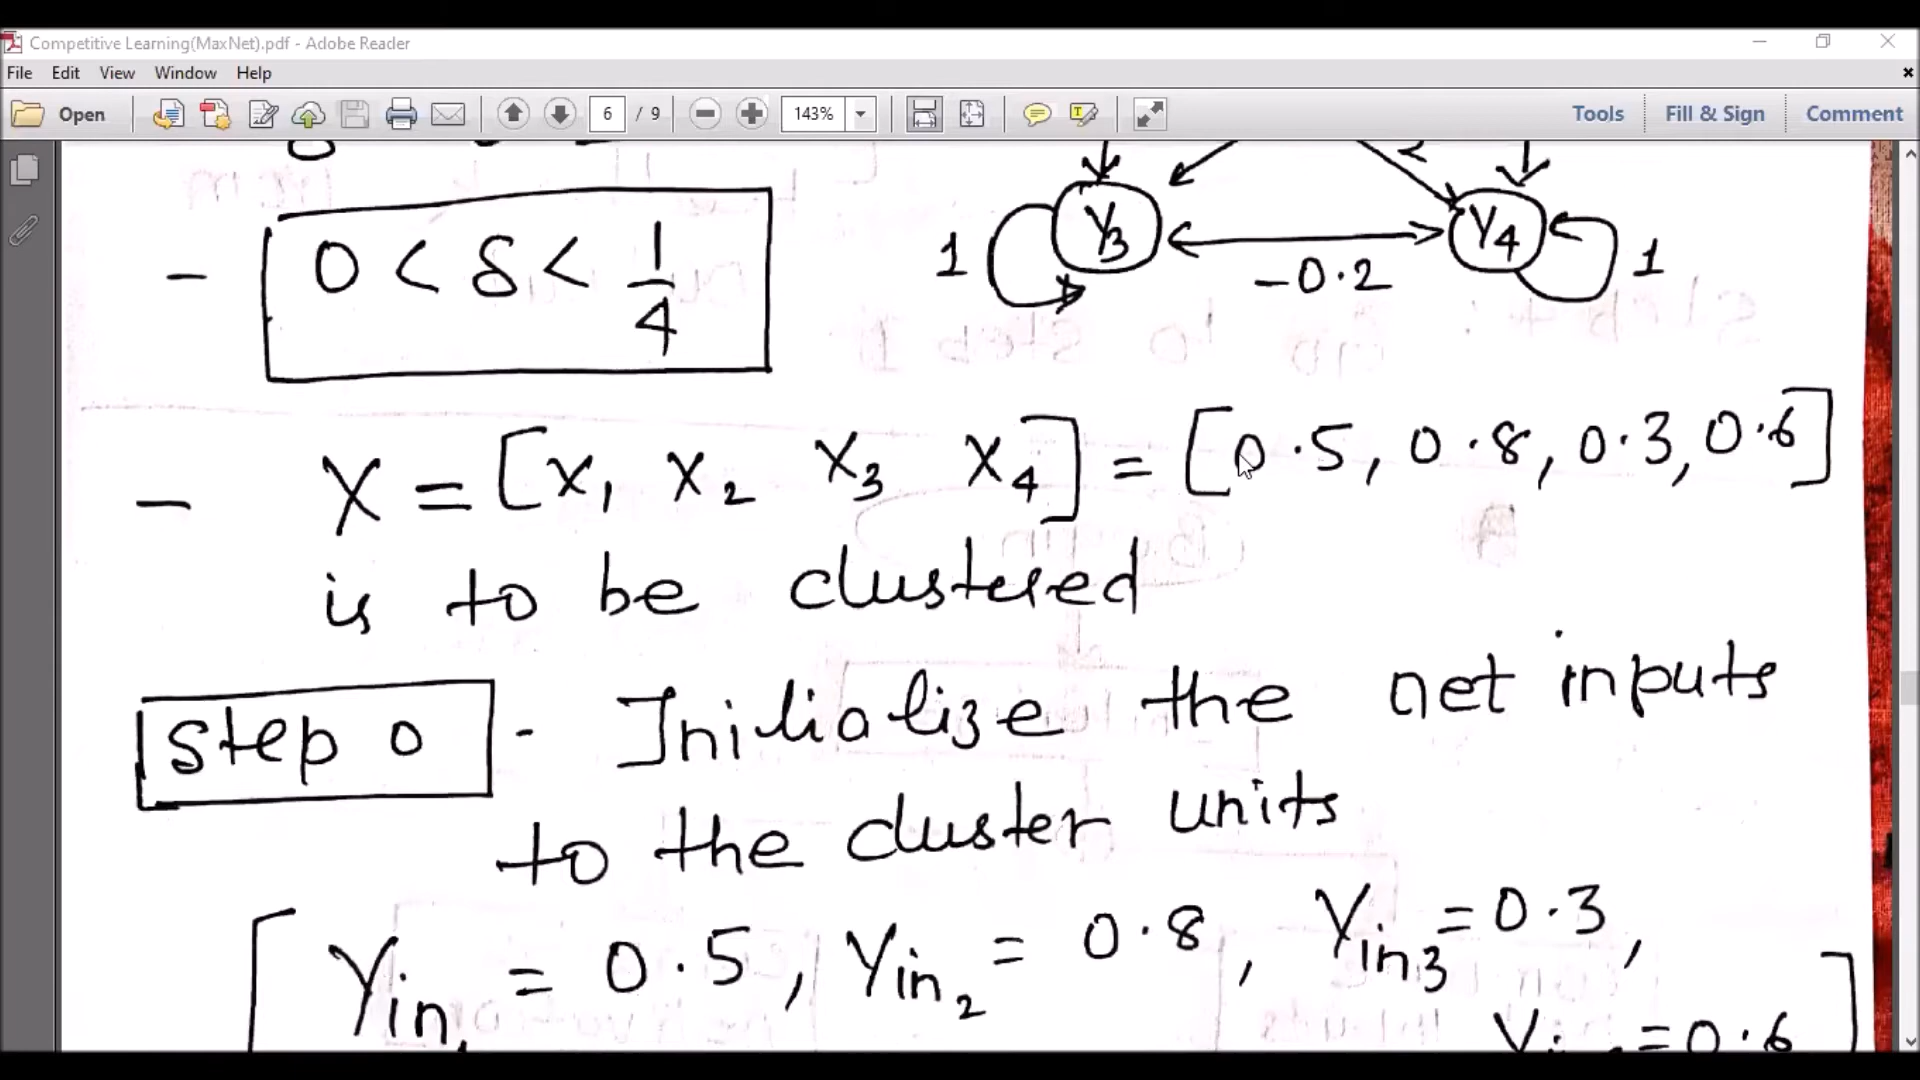 Competitive Learning(MaxNet).pdf - Adobe Reader
File Edit View Window Help
Open 6 / 9 143% Tools Fill & Sign Comment
Y3 Y4
1 -0.2 1
- 0 < δ < 1/4
- X = [x1 x2 x3 x4] = [0.5, 0.8, 0.3, 0.6]
is to be clustered
Step 0 - Initialize the net inputs
to the cluster units
Yin1 = 0.5, Yin2 = 0.8, Yin3 = 0.3,
= 0.6